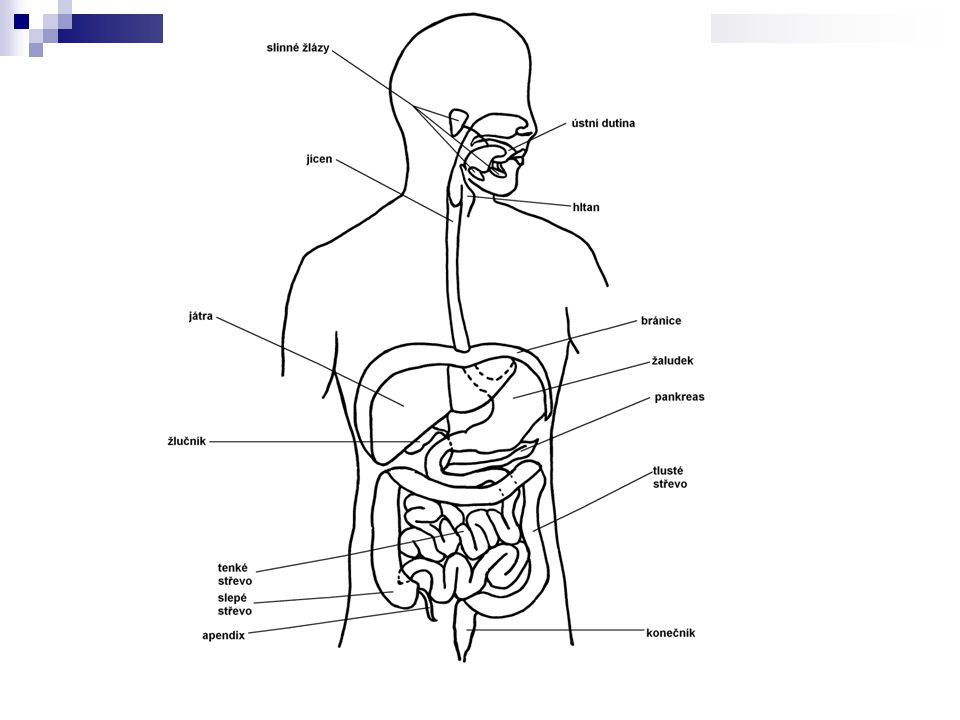 slinné žlázy
ústní dutina
jícen
hltan
játra
bránice
žaludek
pankreas
žlučník
tlusté
střevo
tenké
střevo
slepé
střevo
apendix
konečník